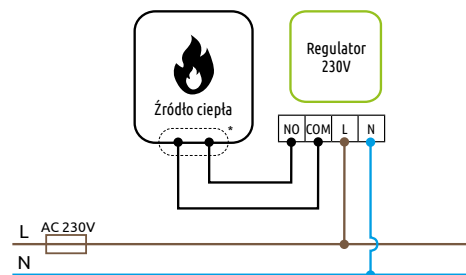 Regulator
230V
Źródło ciepła
*
NO COM L N
L AC 230V
N